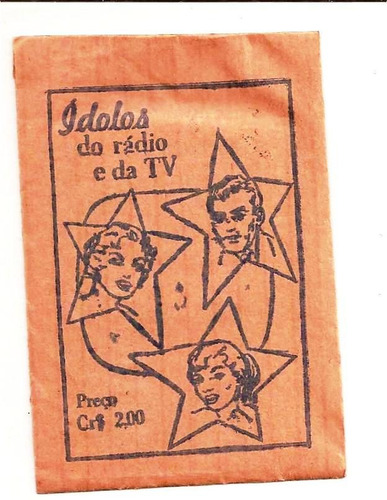 Ídolos
do rádio
e da TV
Preço
Cr$ 2,00